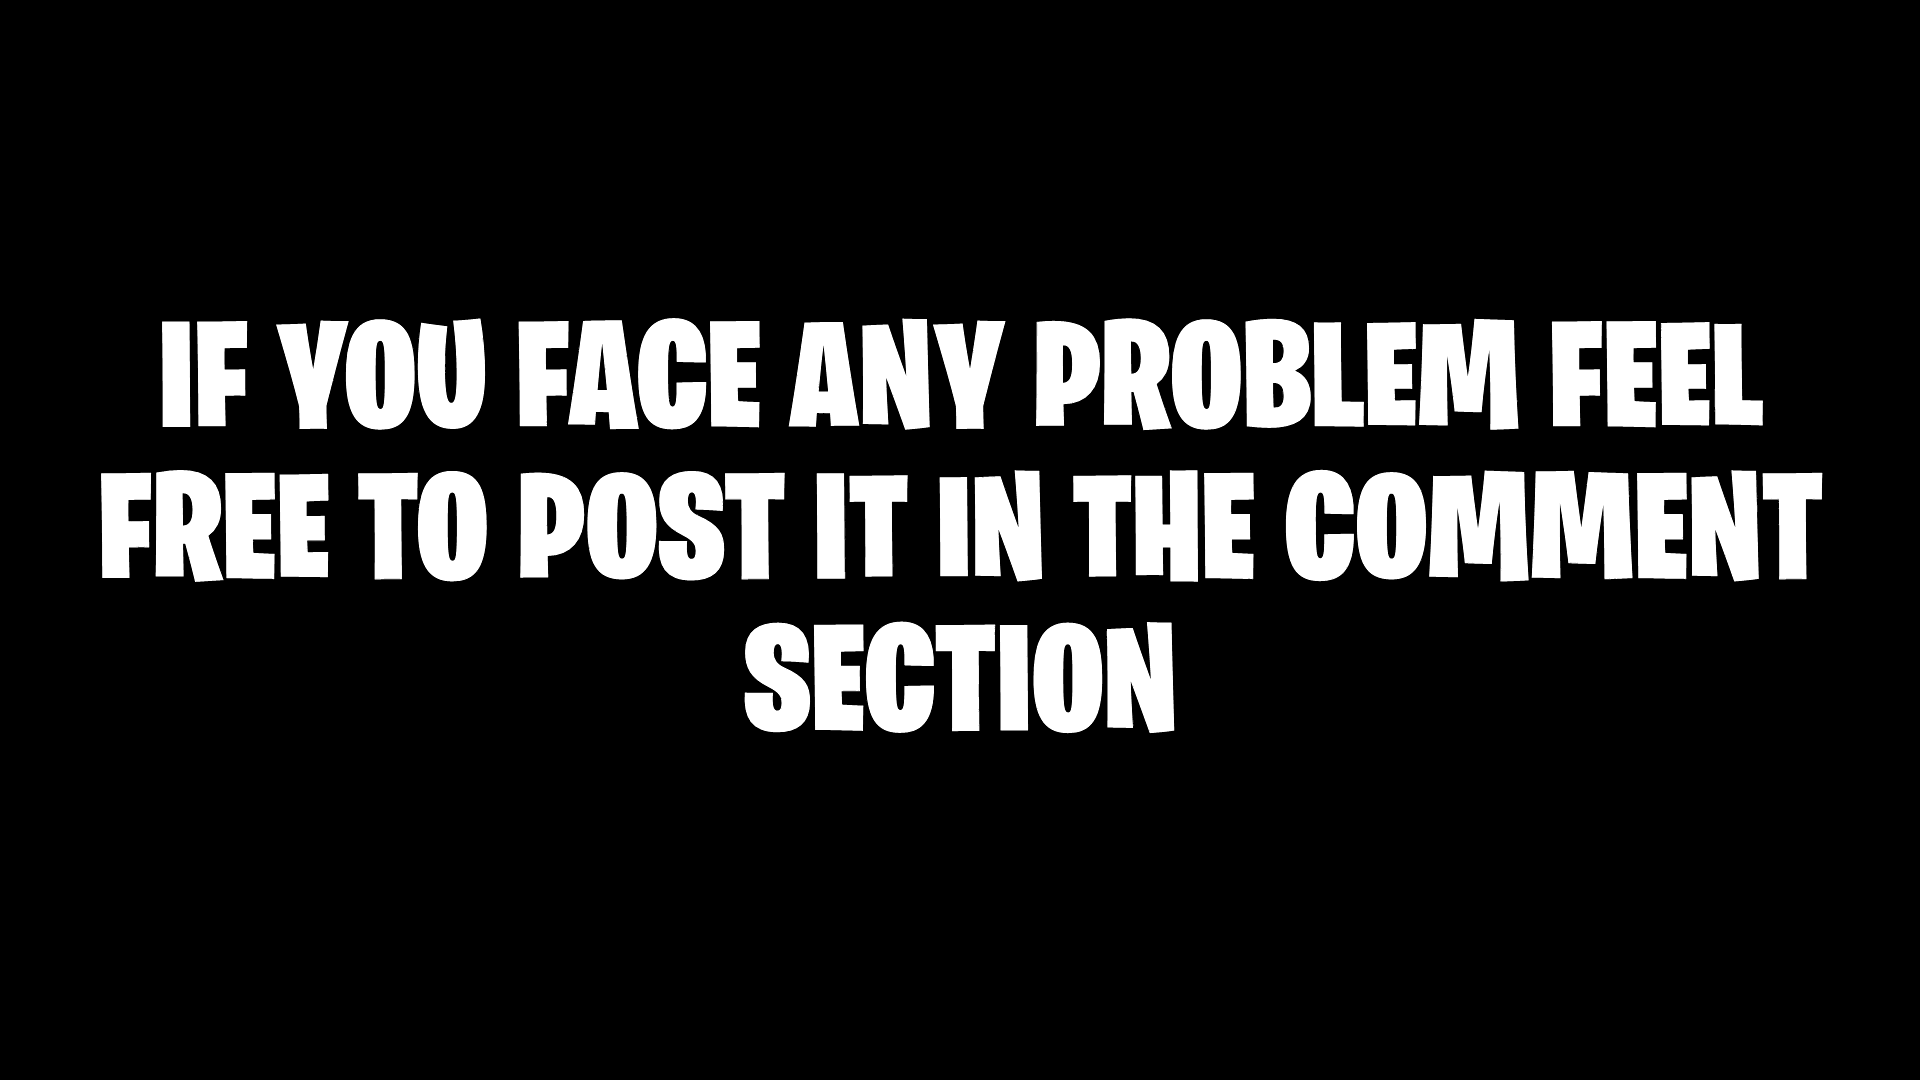 IF YOU FACE ANY PROBLEM FEEL
FREE TO POST IT IN THE COMMENT
SECTION